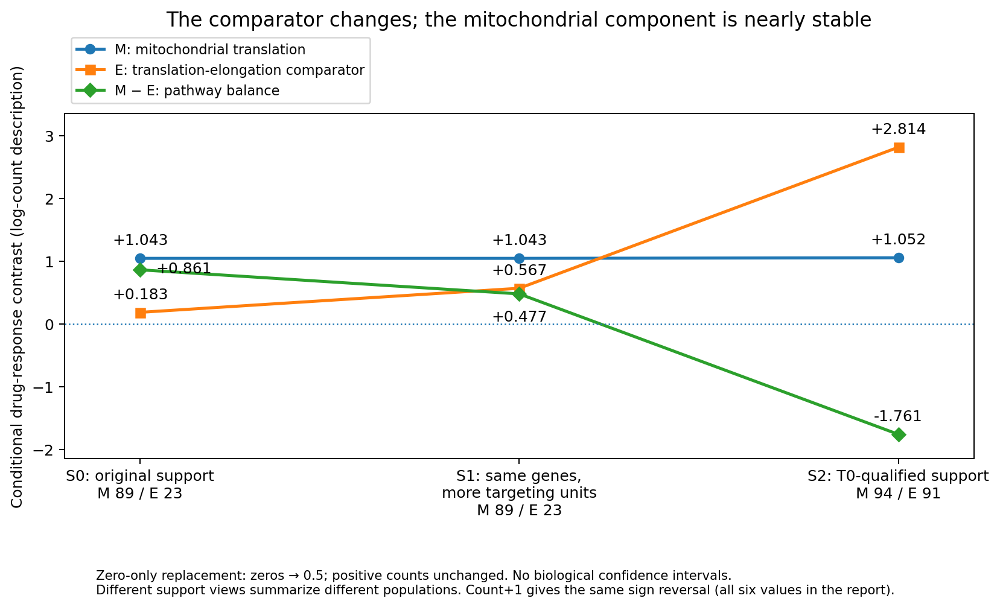 The comparator changes; the mitochondrial component is nearly stable
M: mitochondrial translation
E: translation-elongation comparator
M − E: pathway balance
Conditional drug-response contrast (log-count description)
3
2
1
0
−1
−2
+1.043
+0.861
+0.183
+1.043
+0.567
+0.477
+2.814
+1.052
-1.761
S0: original support
M 89 / E 23
S1: same genes,
more targeting units
M 89 / E 23
S2: T0-qualified support
M 94 / E 91
Zero-only replacement: zeros → 0.5; positive counts unchanged. No biological confidence intervals.
Different support views summarize different populations. Count+1 gives the same sign reversal (all six values in the report).